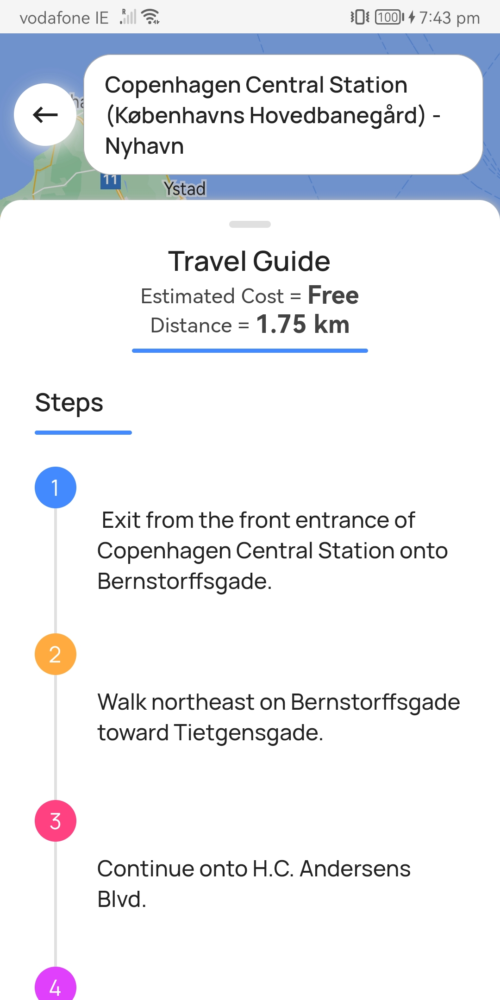 vodafone IE R 100 7:43 pm
Copenhagen Central Station
(Københavns Hovedbanegård) -
Nyhavn
11
Ystad
Travel Guide
Estimated Cost = Free
Distance = 1.75 km
Steps
1
Exit from the front entrance of
Copenhagen Central Station onto
Bernstorffsgade.
2
Walk northeast on Bernstorffsgade
toward Tietgensgade.
3
Continue onto H.C. Andersens
Blvd.
4